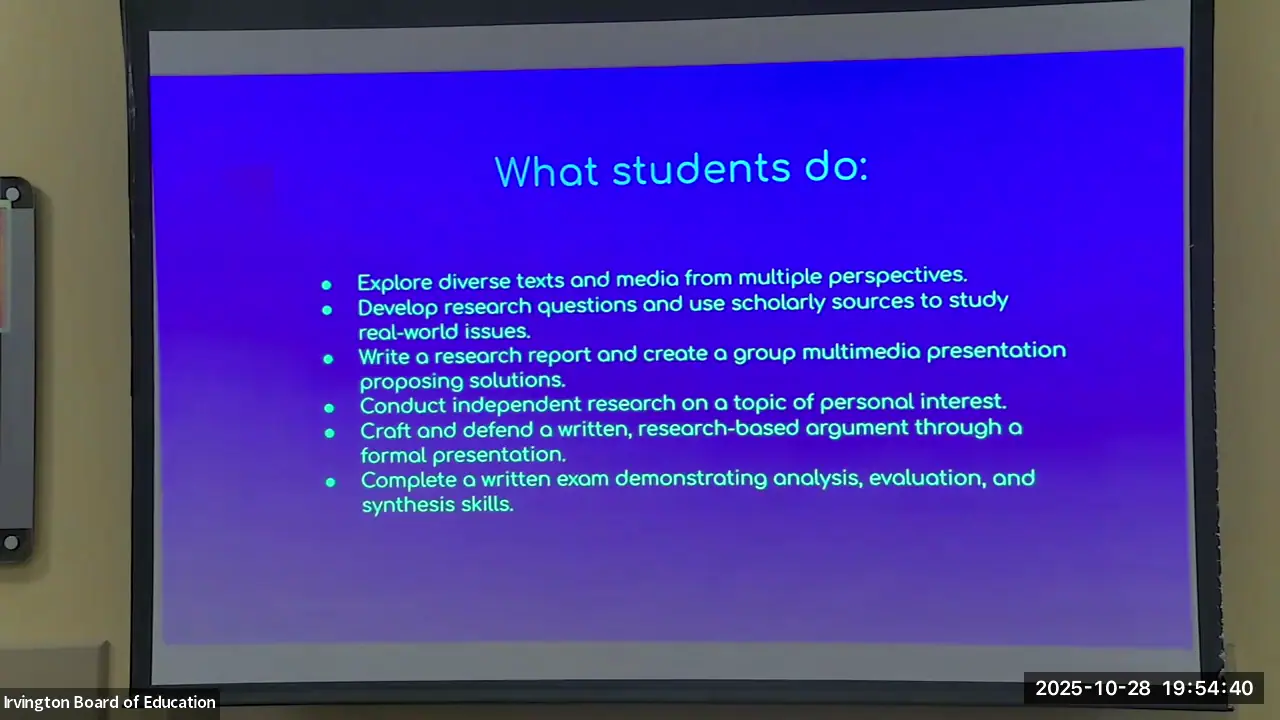 What students do:
● Explore diverse texts and media from multiple perspectives.
● Develop research questions and use scholarly sources to study
real-world issues.
● Write a research report and create a group multimedia presentation
proposing solutions.
● Conduct independent research on a topic of personal interest.
● Craft and defend a written, research-based argument through a
formal presentation.
● Complete a written exam demonstrating analysis, evaluation, and
synthesis skills.
Irvington Board of Education
2025-10-28 19:54:40